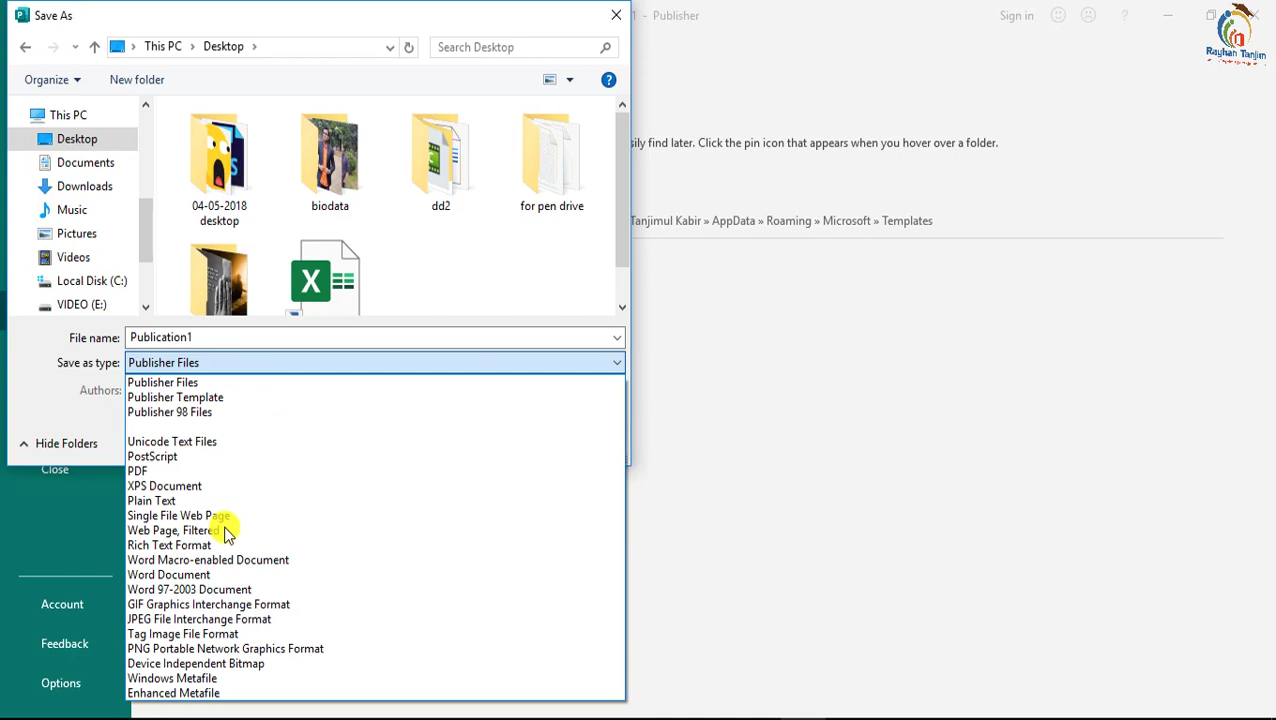 Save As
1 - Publisher
Sign in
Rayhan Tanjim
This PC
Desktop
Search Desktop
Organize
New folder
This PC
Desktop
Documents
Downloads
Music
Pictures
Videos
Local Disk (C:)
VIDEO (E:)
04-05-2018
desktop
biodata
dd2
for pen drive
ily find later. Click the pin icon that appears when you hover over a folder.
Tanjimul Kabir » AppData » Roaming » Microsoft » Templates
File name:
Publication1
Save as type:
Publisher Files
Authors:
Hide Folders
Publisher Files
Publisher Template
Publisher 98 Files
Unicode Text Files
PostScript
PDF
XPS Document
Plain Text
Single File Web Page
Web Page, Filtered
Rich Text Format
Word Macro-enabled Document
Word Document
Word 97-2003 Document
GIF Graphics Interchange Format
JPEG File Interchange Format
Tag Image File Format
PNG Portable Network Graphics Format
Device Independent Bitmap
Windows Metafile
Enhanced Metafile
Close
Account
Feedback
Options